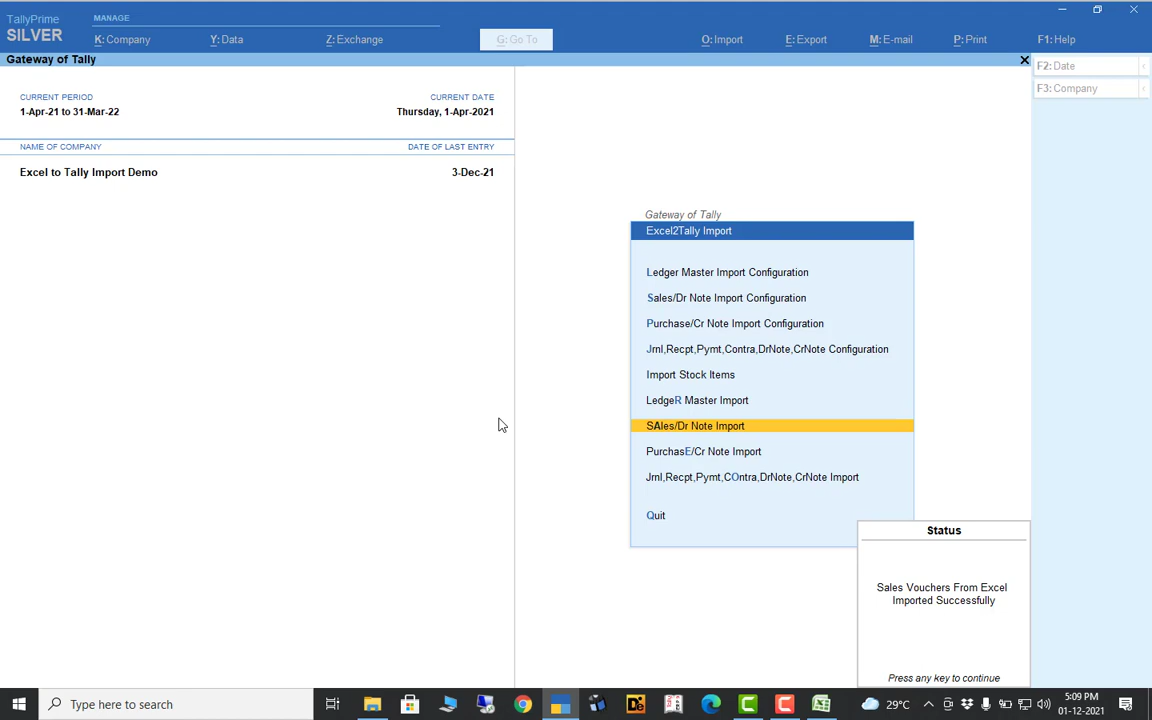 TallyPrime
SILVER
MANAGE
K: Company
Y: Data
Z: Exchange
G: Go To
O: Import
E: Export
M: E-mail
P: Print
F1: Help
Gateway of Tally
F2: Date
F3: Company
CURRENT PERIOD
CURRENT DATE
1-Apr-21 to 31-Mar-22
Thursday, 1-Apr-2021
NAME OF COMPANY
DATE OF LAST ENTRY
Excel to Tally Import Demo
3-Dec-21
Gateway of Tally
Excel2Tally Import
Ledger Master Import Configuration
Sales/Dr Note Import Configuration
Purchase/Cr Note Import Configuration
Jrnl,Recpt,Pymt,Contra,DrNote,CrNote Configuration
Import Stock Items
LedgeR Master Import
SAles/Dr Note Import
PurchasE/Cr Note Import
Jrnl,Recpt,Pymt,COntra,DrNote,CrNote Import
Quit
Status
Sales Vouchers From Excel
Imported Successfully
Press any key to continue
Type here to search
De
29°C
5:09 PM
01-12-2021